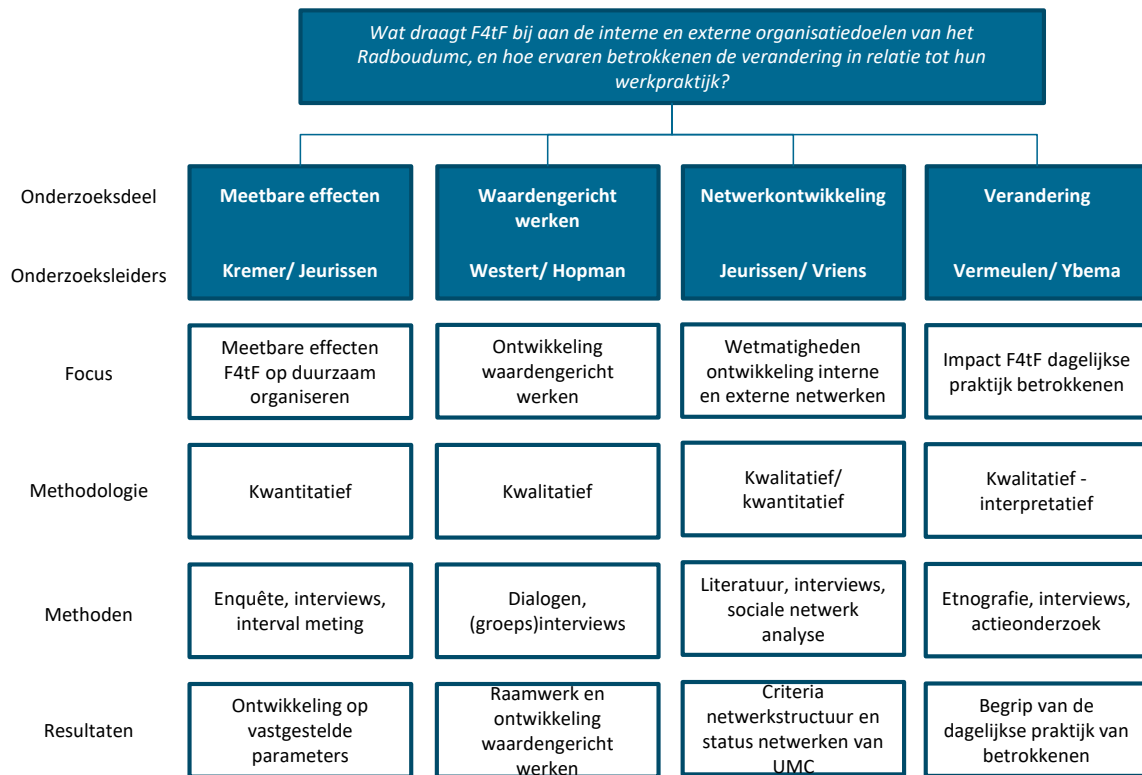 Wat draagt F4tF bij aan de interne en externe organisatiedoelen van het
Radboudumc, en hoe ervaren betrokkenen de verandering in relatie tot hun
werkpraktijk?
Onderzoeksdeel
Meetbare effecten
Waardengericht
werken
Netwerkontwikkeling
Verandering
Onderzoeksleiders
Kremer/ Jeurissen
Westert/ Hopman
Jeurissen/ Vriens
Vermeulen/ Ybema
Focus
Meetbare effecten
F4tF op duurzaam
organiseren
Ontwikkeling
waardengericht
werken
Wetmatigheden
ontwikkeling interne
en externe netwerken
Impact F4tF dagelijkse
praktijk betrokkenen
Methodologie
Kwantitatief
Kwalitatief
Kwalitatief/
kwantitatief
Kwalitatief -
interpretatief
Methoden
Enquête, interviews,
interval meting
Dialogen,
(groeps)interviews
Literatuur, interviews,
sociale netwerk
analyse
Etnografie, interviews,
actieonderzoek
Resultaten
Ontwikkeling op
vastgestelde
parameters
Raamwerk en
ontwikkeling
waardengericht
werken
Criteria
netwerkstructuur en
status netwerken van
UMC
Begrip van de
dagelijkse praktijk van
betrokkenen